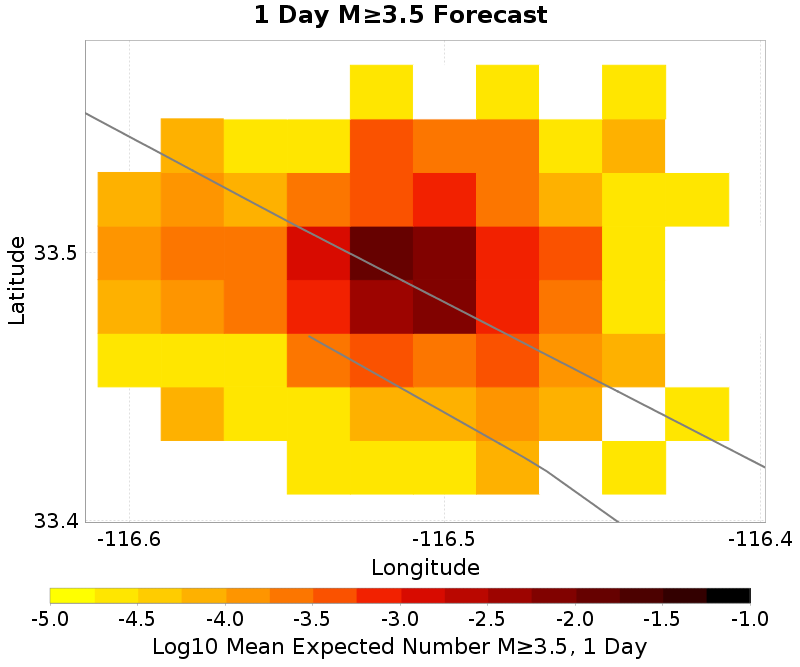 1 Day M≥3.5 Forecast
Latitude
33.5
33.4
-116.6 -116.5 -116.4
Longitude
-5.0 -4.5 -4.0 -3.5 -3.0 -2.5 -2.0 -1.5 -1.0
Log10 Mean Expected Number M≥3.5, 1 Day